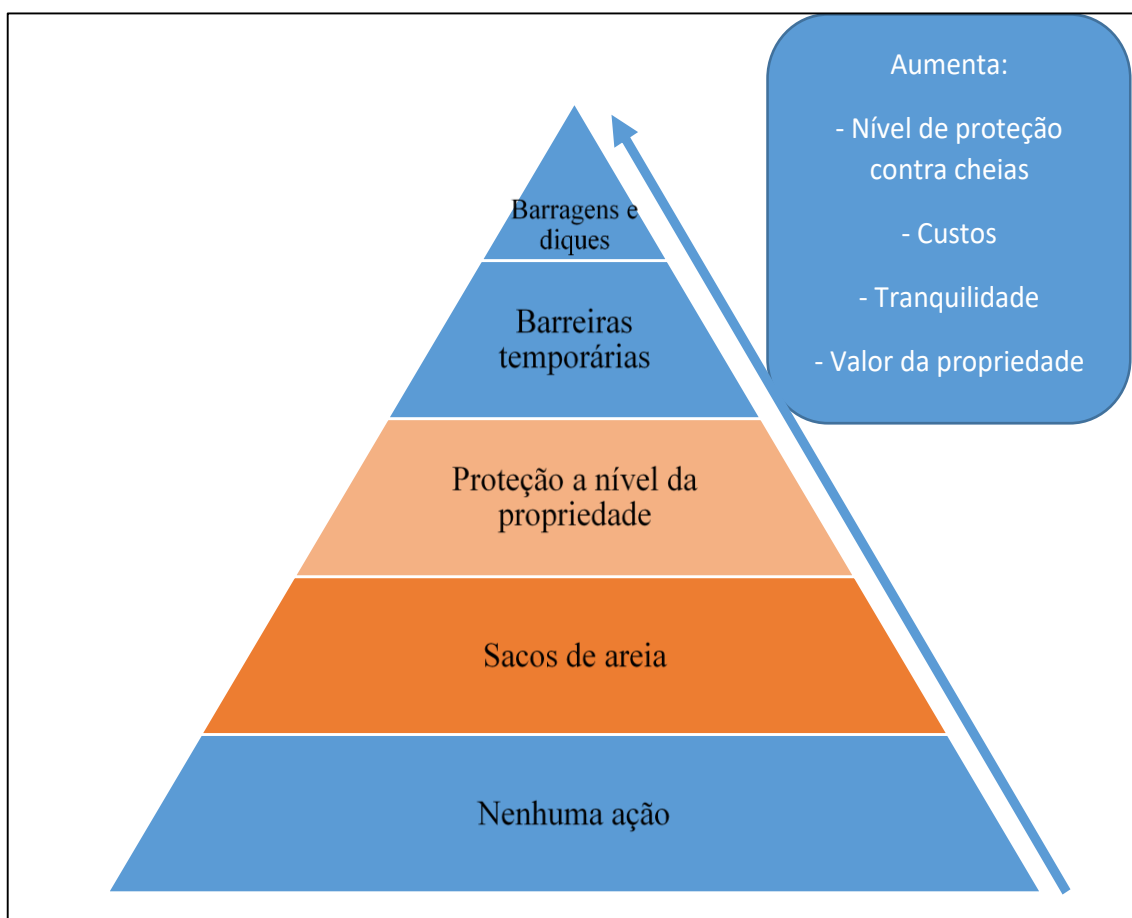 Aumenta:
- Nível de proteção
contra cheias
- Custos
- Tranquilidade
- Valor da propriedade
Barragens e
diques
Barreiras
temporárias
Proteção a nível da
propriedade
Sacos de areia
Nenhuma ação